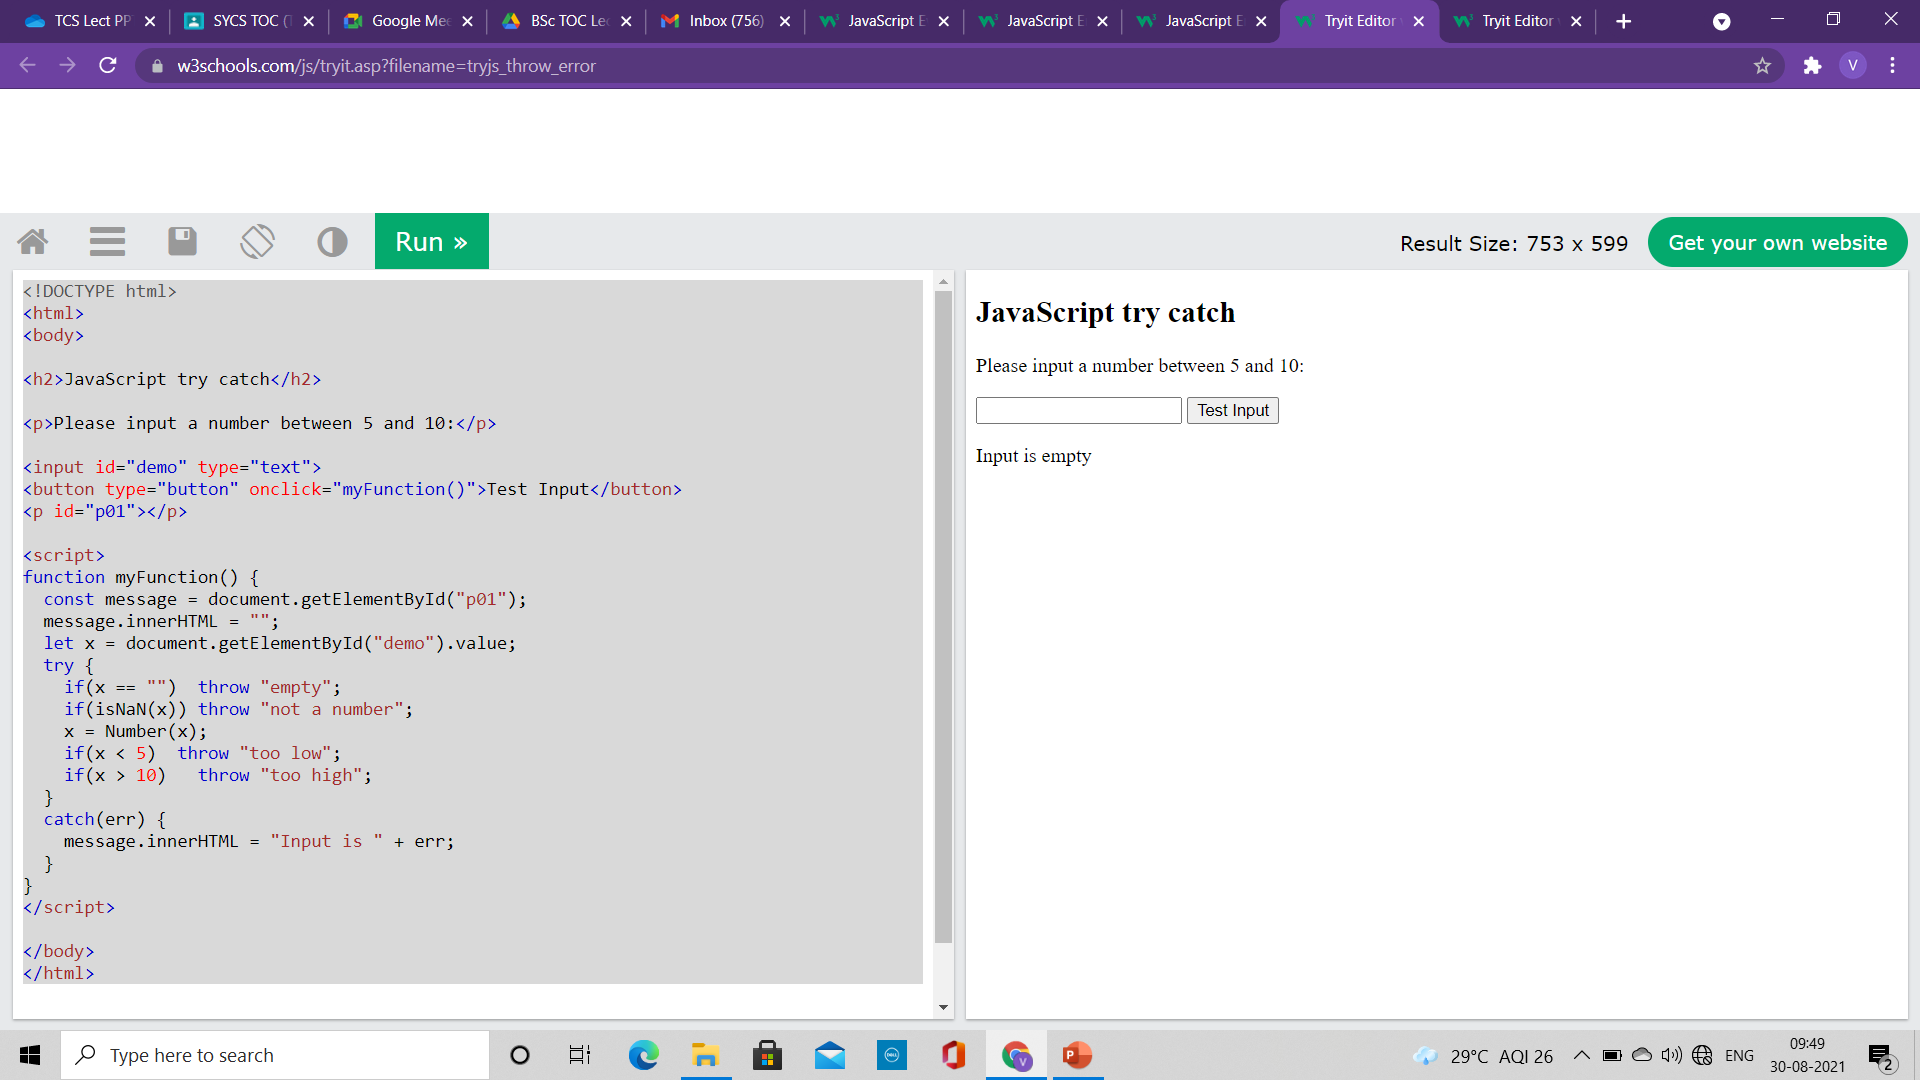 TCS Lect PP
SYCS TOC (T
Google Mee
BSc TOC Lec
Inbox (756)
JavaScript E
JavaScript E
JavaScript E
Tryit Editor
Tryit Editor
w3schools.com/js/tryit.asp?filename=tryjs_throw_error
V
Run »
Result Size: 753 x 599
Get your own website
<!DOCTYPE html>
<html>
<body>
<h2>JavaScript try catch</h2>
<p>Please input a number between 5 and 10:</p>
<input id="demo" type="text">
<button type="button" onclick="myFunction()">Test Input</button>
<p id="p01"></p>
<script>
function myFunction() {
  const message = document.getElementById("p01");
  message.innerHTML = "";
  let x = document.getElementById("demo").value;
  try {
    if(x == "")  throw "empty";
    if(isNaN(x)) throw "not a number";
    x = Number(x);
    if(x < 5)  throw "too low";
    if(x > 10)   throw "too high";
  }
  catch(err) {
    message.innerHTML = "Input is " + err;
  }
}
</script>
</body>
</html>
JavaScript try catch
Please input a number between 5 and 10:
Test Input
Input is empty
Type here to search
DELL
P
V
29°C AQI 26
ENG
09:49
30-08-2021
2